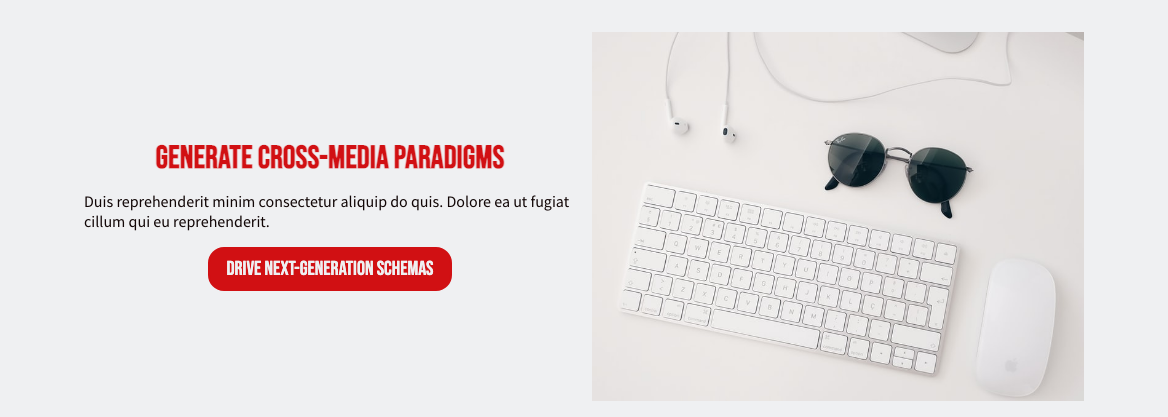 GENERATE CROSS-MEDIA PARADIGMS
Duis reprehenderit minim consectetur aliquip do quis. Dolore ea ut fugiat
cillum qui eu reprehenderit.
DRIVE NEXT-GENERATION SCHEMAS